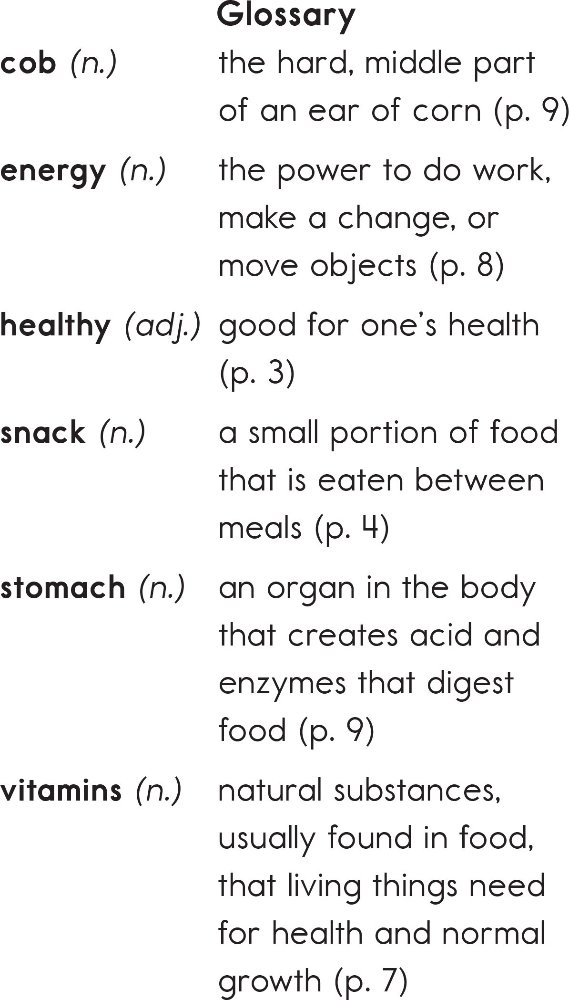 Glossary
cob (n.) the hard, middle part
of an ear of corn (p. 9)
energy (n.) the power to do work,
make a change, or
move objects (p. 8)
healthy (adj.) good for one’s health
(p. 3)
snack (n.) a small portion of food
that is eaten between
meals (p. 4)
stomach (n.) an organ in the body
that creates acid and
enzymes that digest
food (p. 9)
vitamins (n.) natural substances,
usually found in food,
that living things need
for health and normal
growth (p. 7)